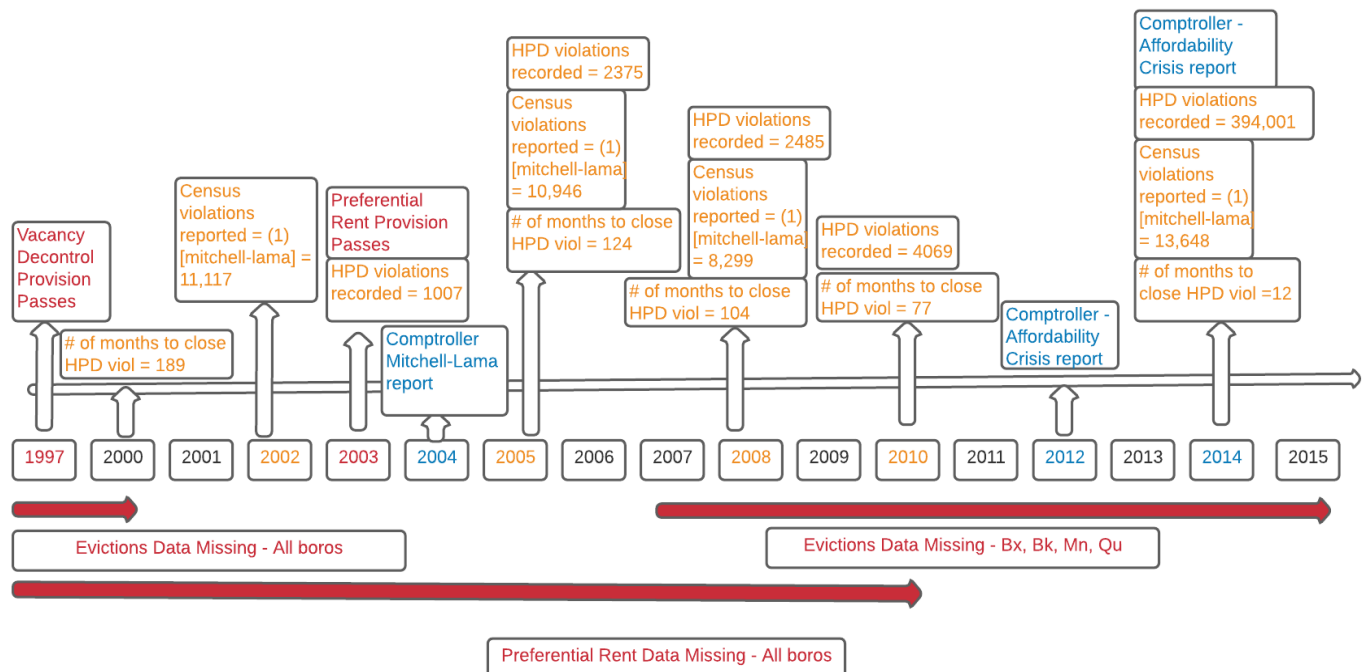 Vacancy
Decontrol
Provision
Passes
# of months to close
HPD viol = 189
Census
violations
reported = (1)
[mitchell-lama] =
11,117
Preferential
Rent Provision
Passes
HPD violations
recorded = 1007
Comptroller
Mitchell-Lama
report
HPD violations
recorded = 2375
Census
violations
reported = (1)
[mitchell-lama]
= 10,946
# of months to close
HPD viol = 124
HPD violations
recorded = 2485
Census
violations
reported = (1)
[mitchell-lama]
= 8,299
# of months to close
HPD viol = 104
HPD violations
recorded = 4069
# of months to close
HPD viol = 77
Comptroller -
Affordability
Crisis report
Comptroller -
Affordability
Crisis report
HPD violations
recorded = 394,001
Census
violations
reported = (1)
[mitchell-lama]
= 13,648
# of months to
close HPD viol =12
1997
2000
2001
2002
2003
2004
2005
2006
2007
2008
2009
2010
2011
2012
2013
2014
2015
Evictions Data Missing - All boros
Evictions Data Missing - Bx, Bk, Mn, Qu
Preferential Rent Data Missing - All boros